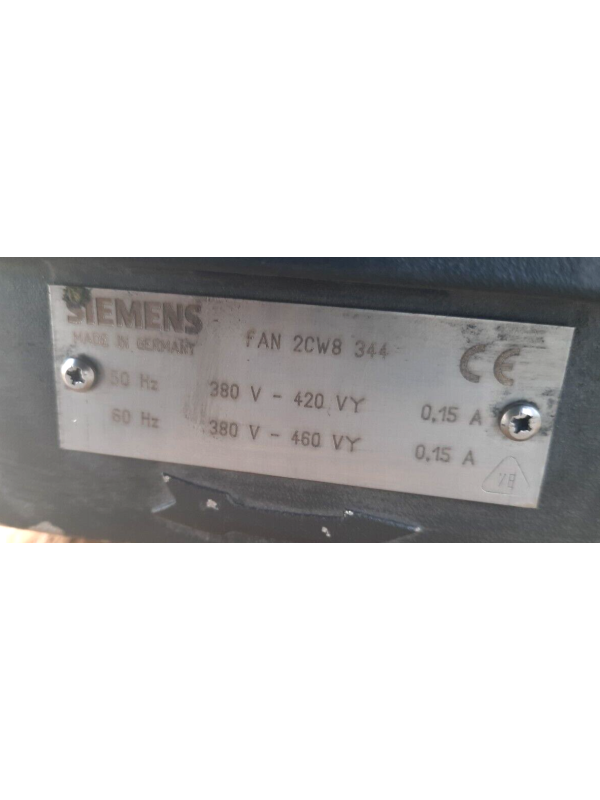 SIEMENS
MADE IN GERMANY
fAN 2CW8 344
CE
50 Hz 380 V - 420 VY 0.15 A
60 Hz 380 V - 460 VY 0.15 A